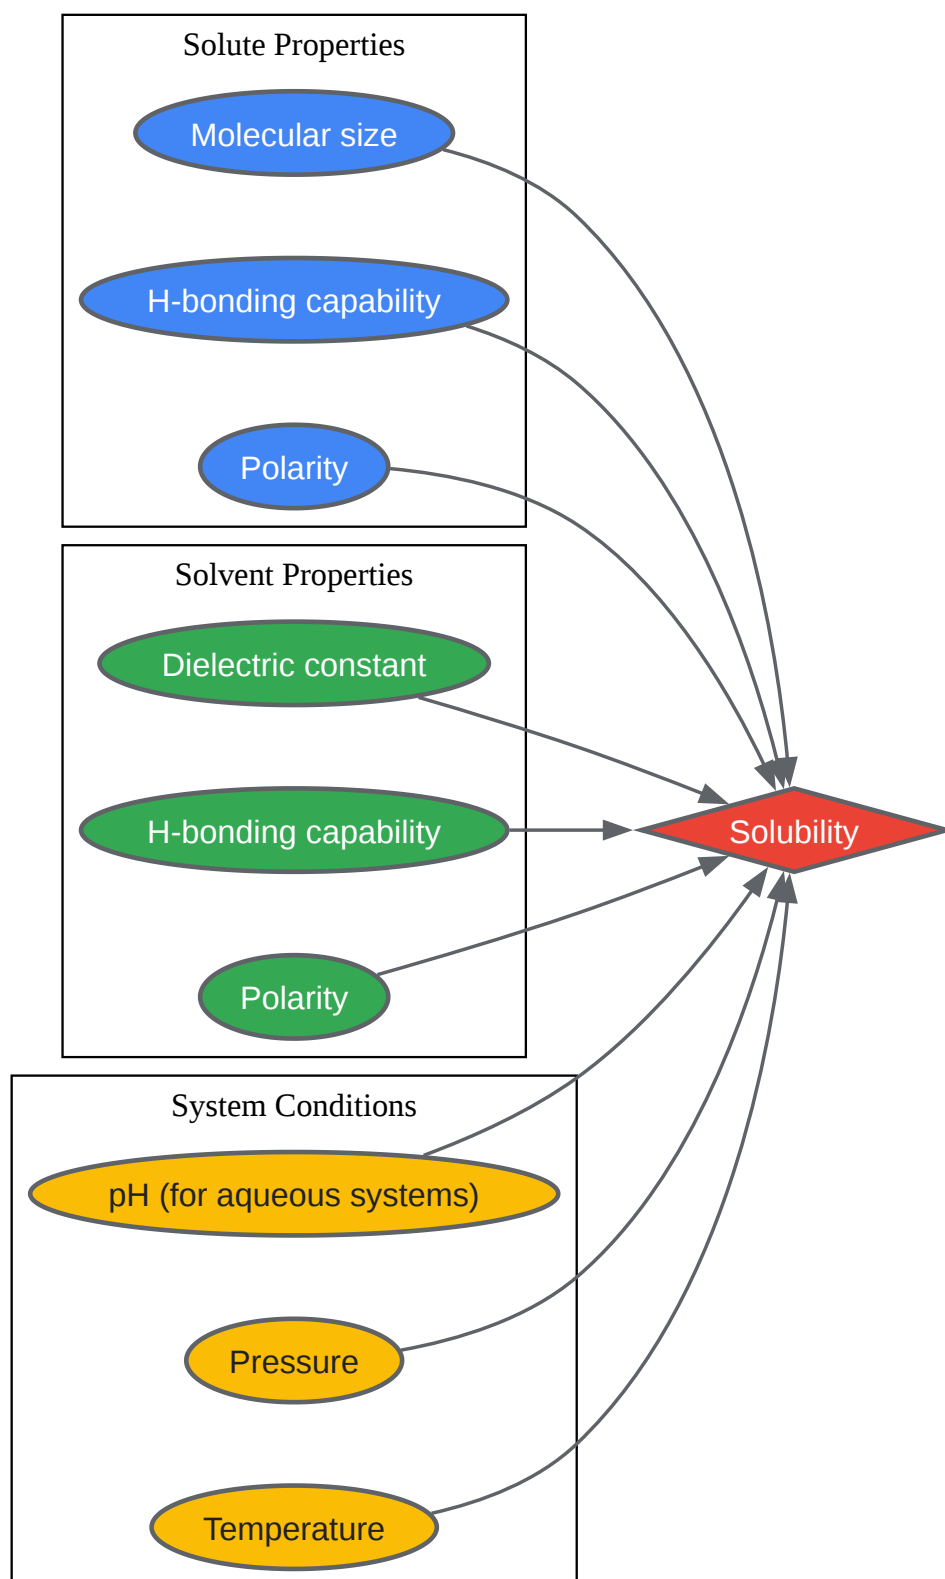 Solute Properties
Molecular size
H-bonding capability
Polarity
Solvent Properties
Dielectric constant
H-bonding capability
Solubility
Polarity
System Conditions
pH (for aqueous systems)
Pressure
Temperature